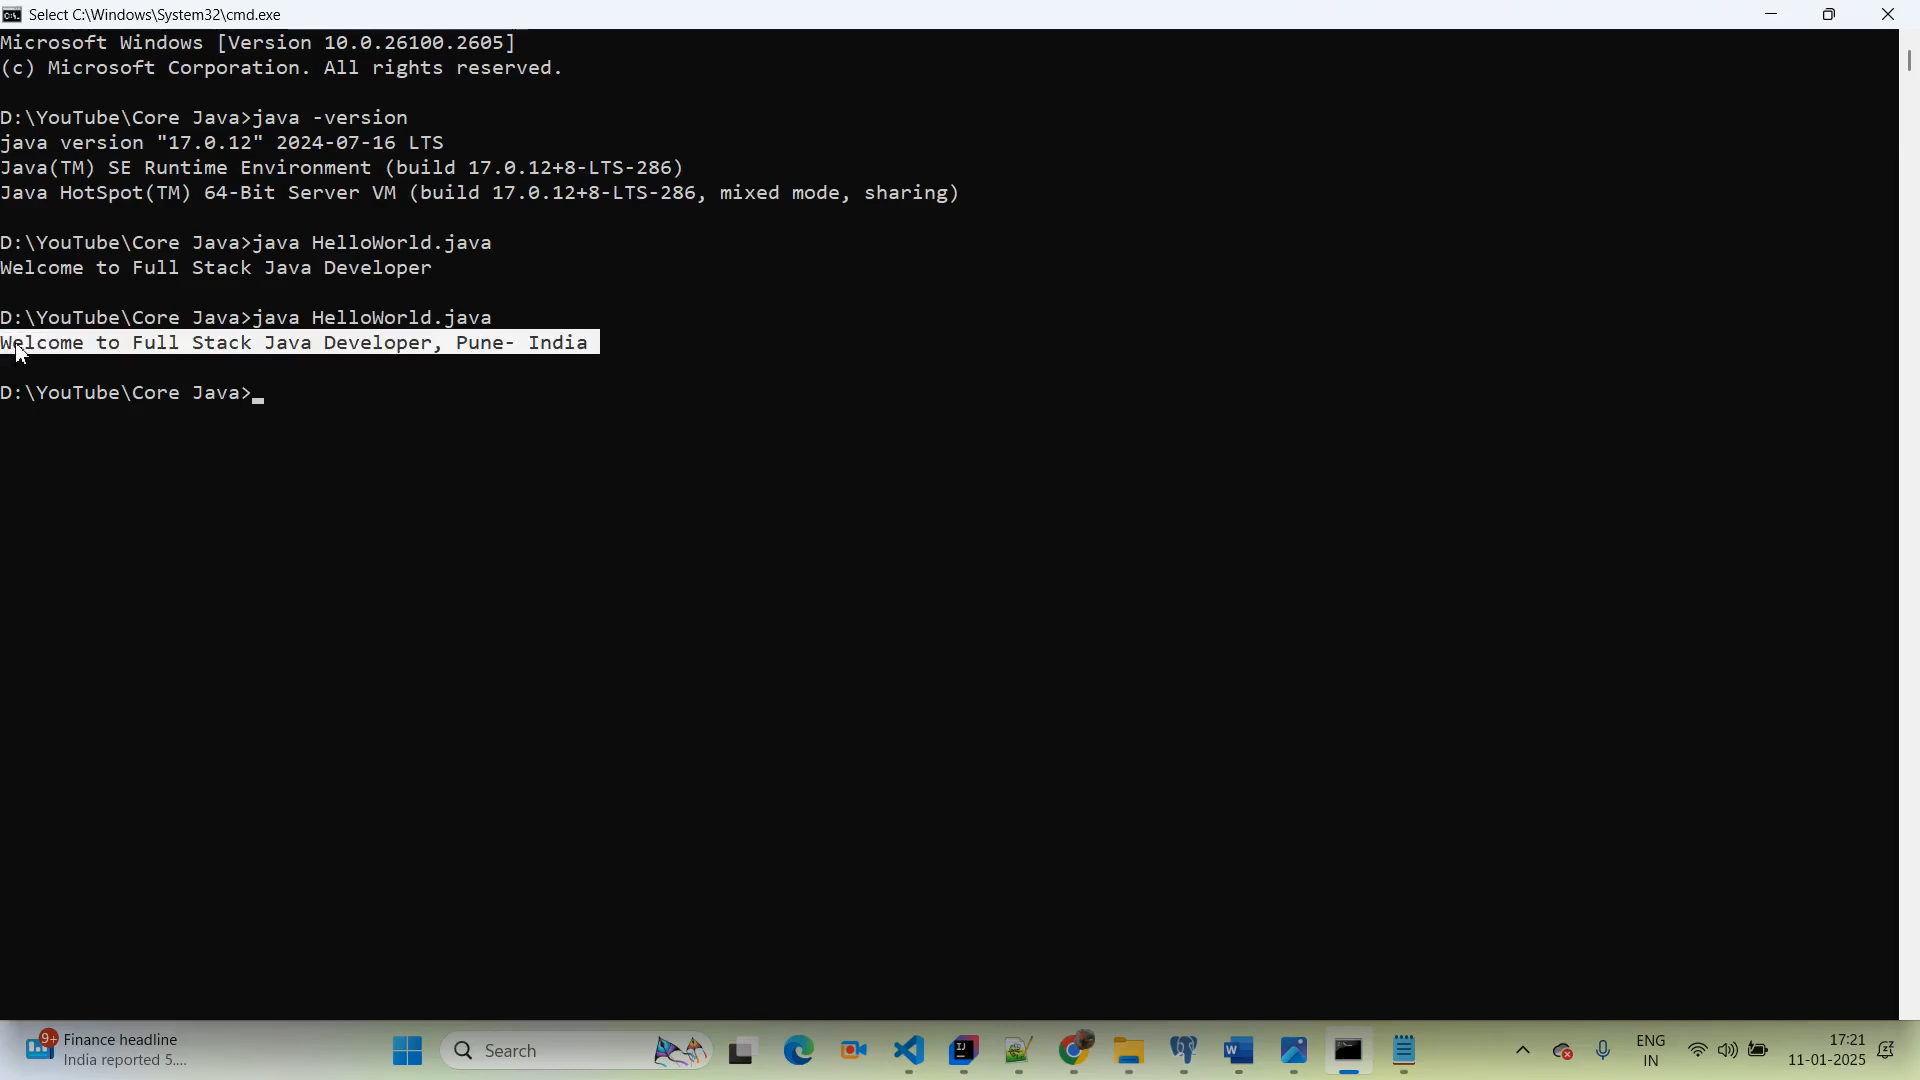 Select C:\Windows\System32\cmd.exe
Microsoft Windows [Version 10.0.26100.2605]
(c) Microsoft Corporation. All rights reserved.
D:\YouTube\Core Java>java -version
java version "17.0.12" 2024-07-16 LTS
Java(TM) SE Runtime Environment (build 17.0.12+8-LTS-286)
Java HotSpot(TM) 64-Bit Server VM (build 17.0.12+8-LTS-286, mixed mode, sharing)
D:\YouTube\Core Java>java HelloWorld.java
Welcome to Full Stack Java Developer
D:\YouTube\Core Java>java HelloWorld.java
Welcome to Full Stack Java Developer, Pune- India
D:\YouTube\Core Java>
9+ Finance headline
India reported 5....
Search
ENG
IN
17:21
11-01-2025